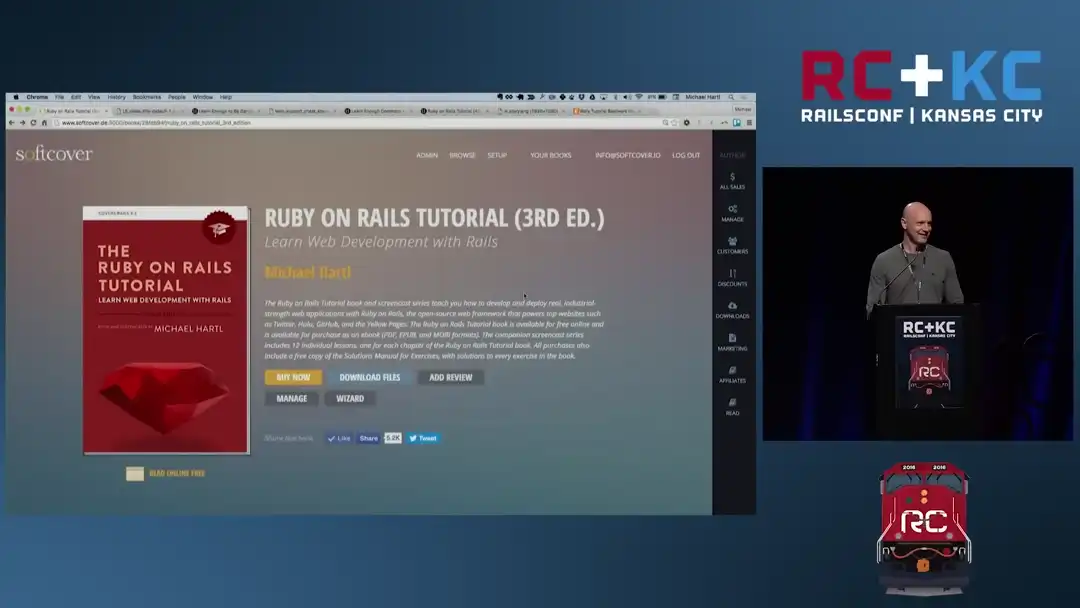 RC+KC
RAILSCONF | KANSAS CITY
Chrome File Edit View History Bookmarks People Window Help
Michael Hartl
softcover
ADMIN BROWSE SETUP YOUR BOOKS INFO@SOFTCOVER.IO LOG OUT
AUTHOR
ALL SALES
MANAGE
CUSTOMERS
DISCOUNTS
DOWNLOADS
MARKETING
AFFILIATES
READ
THE
RUBY ON RAILS
TUTORIAL
LEARN WEB DEVELOPMENT WITH RAILS
MICHAEL HARTL
RUBY ON RAILS TUTORIAL (3RD ED.)
Learn Web Development with Rails
Michael Hartl
The Ruby on Rails Tutorial book and screencast series teach you how to develop and deploy real, industrial-
strength web applications with Ruby on Rails, the open-source web framework that powers top websites such
as Twitter, Hulu, GitHub, and the Yellow Pages. The Ruby on Rails Tutorial book is available for free online and
is available for purchase as an ebook (PDF, EPUB, and MOBI formats). The companion screencast series
includes 12 individual lessons, one for each chapter of the Ruby on Rails Tutorial book. All purchases also
include a free copy of the Solutions Manual for Exercises, with solutions to every exercise in the book.
BUY NOW DOWNLOAD FILES ADD REVIEW
MANAGE WIZARD
Like Share 5.2K Tweet
READ ONLINE FREE
RC+KC
RAILSCONF | KANSAS CITY
RC
2016 2016
RC